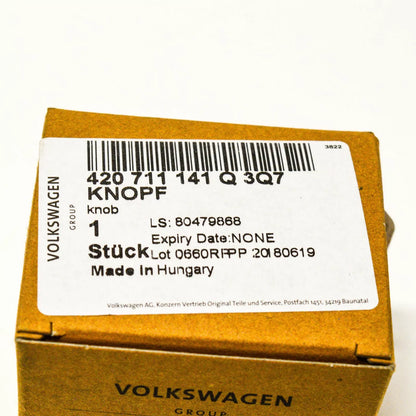 3822
420 711 141 Q 3Q7
KNOPF
knob
1
LS: 80479868
Expiry Date:NONE
Stück Lot 0660RPPP 20180619
Made In Hungary
VOLKSWAGEN
GROUP
Volkswagen AG, Konzern Vertrieb Original Teile und Service, Postfach 1451, 34219 Baunatal
VOLKSWAGEN
GROUP